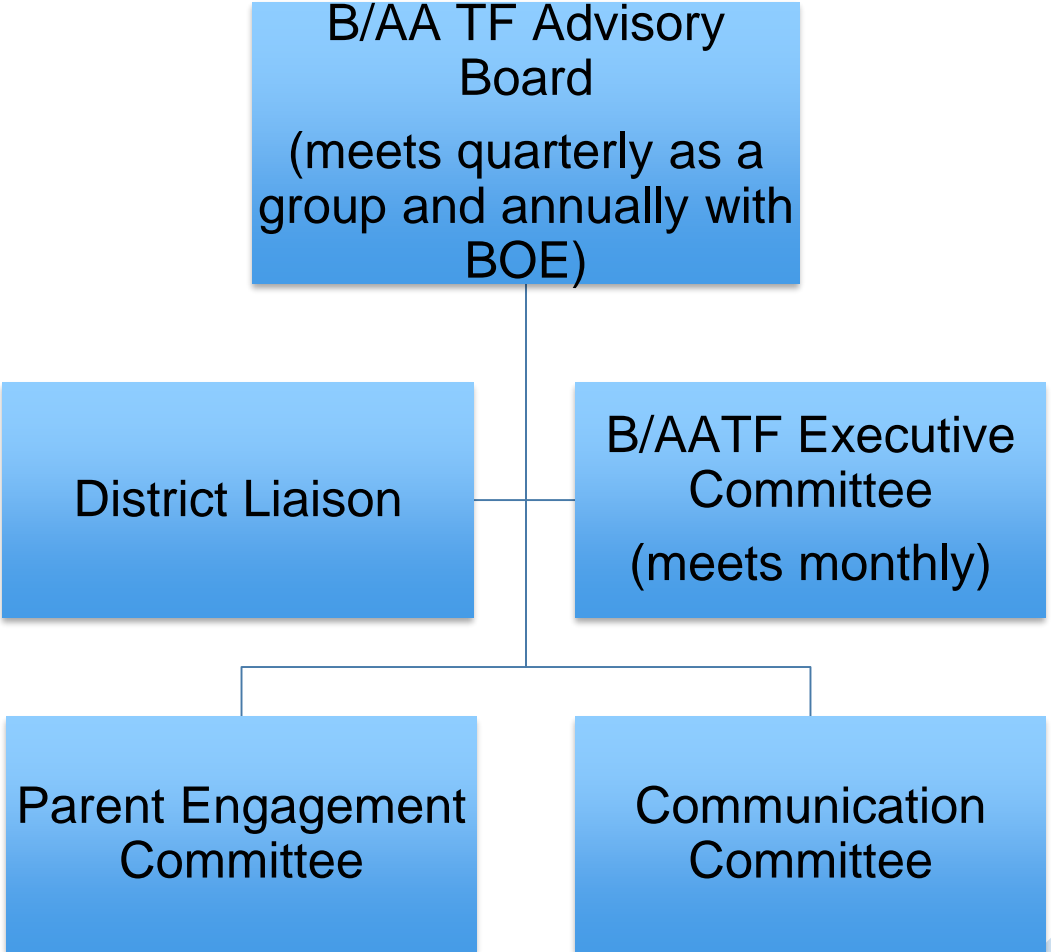 B/AA TF Advisory
Board
(meets quarterly as a
group and annually with
BOE)
District Liaison
B/AATF Executive
Committee
(meets monthly)
Parent Engagement
Committee
Communication
Committee